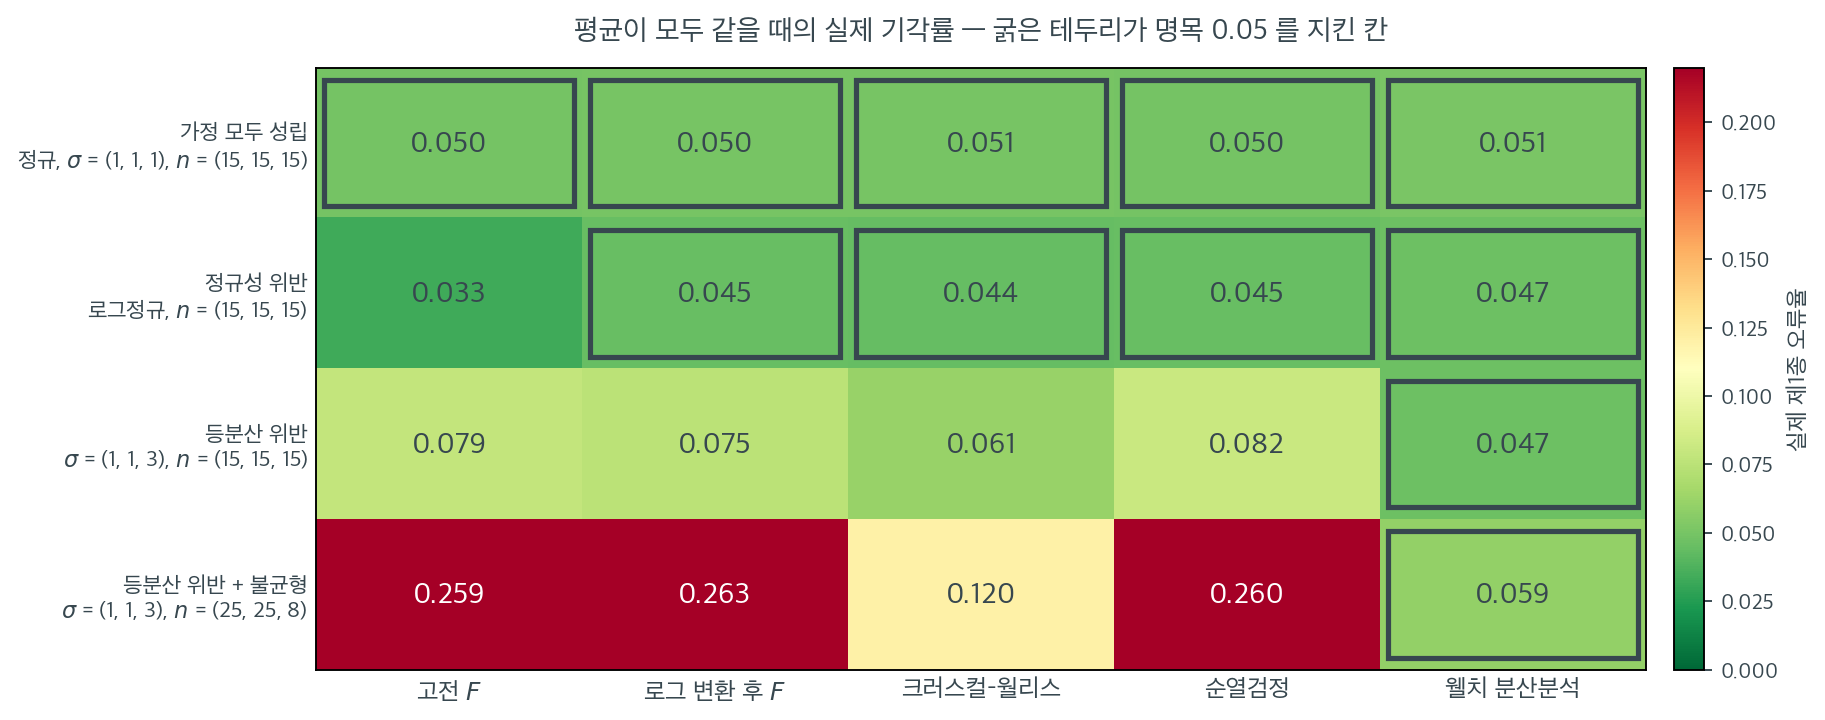 평균이 모두 같을 때의 실제 기각률 — 굵은 테두리가 명목 0.05 를 지킨 칸
가정 모두 성립
정규, σ = (1, 1, 1), n = (15, 15, 15)
0.050 0.050 0.051 0.050 0.051
정규성 위반
로그정규, n = (15, 15, 15)
0.033 0.045 0.044 0.045 0.047
등분산 위반
σ = (1, 1, 3), n = (15, 15, 15)
0.079 0.075 0.061 0.082 0.047
등분산 위반 + 불균형
σ = (1, 1, 3), n = (25, 25, 8)
0.259 0.263 0.120 0.260 0.059
고전 F
로그 변환 후 F
크러스컬-월리스
순열검정
웰치 분산분석
0.200
0.175
0.150
0.125
0.100
0.075
0.050
0.025
0.000
실제 제1종 오류율